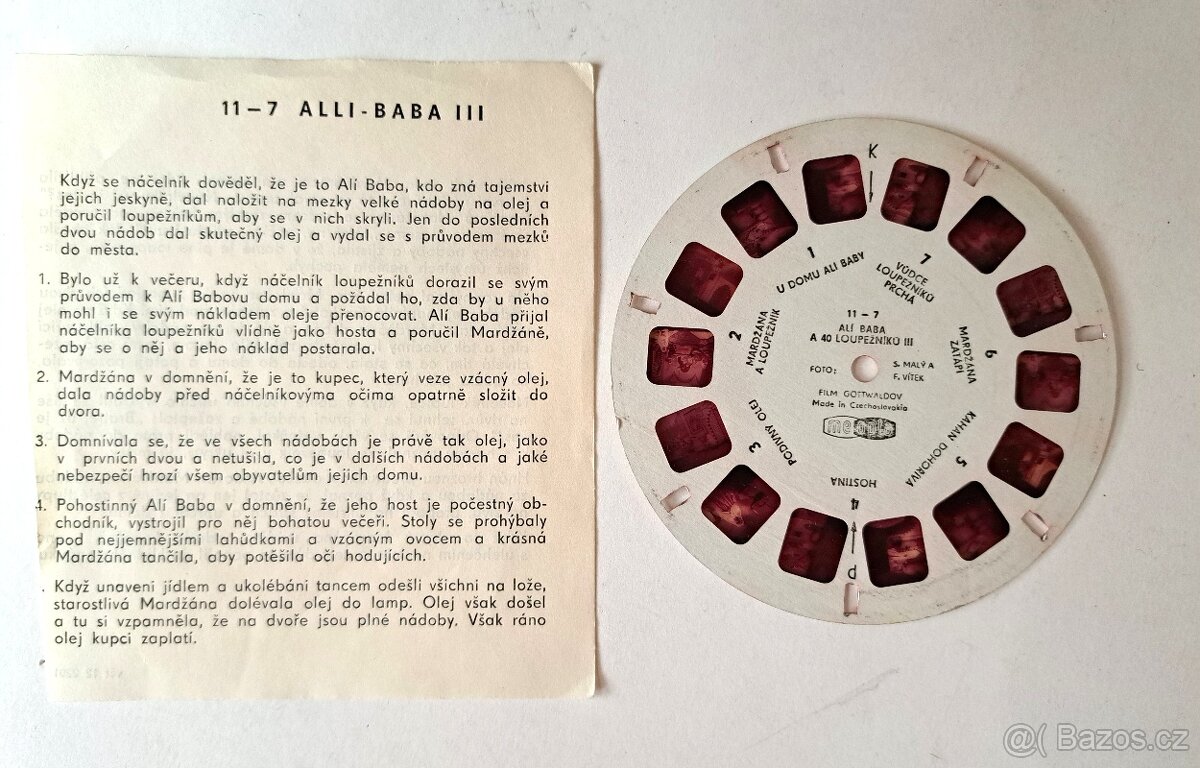 11 – 7 ALLI - BABA III
Když se náčelník dověděl, že je to Alí Baba, kdo zná tajemství
jejich jeskyně, dal naložit na mezky velké nádoby na olej a
poručil loupežníkům, aby se v nich skryli. Jen do posledních
dvou nádob dal skutečný olej a vydal se s průvodem mezků
do města.
1. Bylo už k večeru, když náčelník loupežníků dorazil se svým
průvodem k Alí Babovu domu a požádal ho, zda by u něho
mohl i se svým nákladem oleje přenocovat. Alí Baba přijal
náčelníka loupežníků vlídně jako hosta a poručil Mardžáně,
aby se o něj a jeho náklad postarala.
2. Mardžána v domnění, že je to kupec, který veze vzácný olej,
dala nádoby před náčelníkovýma očima opatrně složit do
dvora.
3. Domnívala se, že ve všech nádobách je právě tak olej, jako
v prvních dvou a netušila, co je v dalších nádobách a jaké
nebezpečí hrozí všem obyvatelům jejich domu.
4. Pohostinný Alí Baba v domnění, že jeho host je počestný ob-
chodník, vystrojil pro něj bohatou večeři. Stoly se prohýbaly
pod nejjemnějšími lahůdkami a vzácným ovocem a krásná
Mardžána tančila, aby potěšila oči hodujících.
. Když unavení jídlem a ukolébáni tancem odešli všichni na lože,
starostlivá Mardžána dolévala olej do lamp. Olej však došel
a tu si vzpanněla, že na dvoře jsou plné nádoby. Však ráno
olej kupci zaplatí.
K
1
U DOMU ALI BABY
2
MARDŽÁNA
A LOUPEŽNÍK
3
PODIVNÝ OLEJ
4
HOSTINA
5
KAHAN DOHOŘÍVÁ
6
MARDŽÁNA
ZATÁPÍ
7
VŮDCE
LOUPEŽNÍKŮ
PRCHÁ
11 – 7
ALÍ BABA
A 40 LOUPEŽNÍKŮ III
FOTO:
S. MALÝ A
F. VÍTEK
FILM GOTTWALDOV
Made in Czechoslovakia
meopta
P
@( Bazos.cz